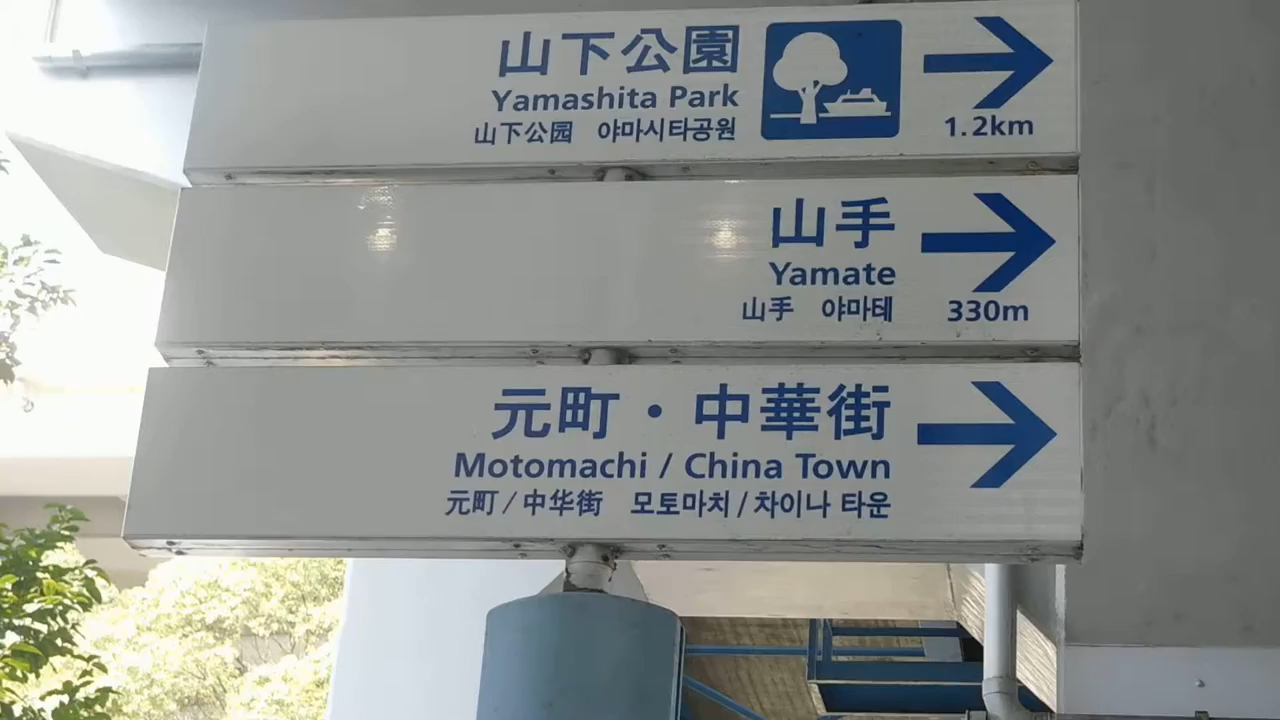 山下公園
Yamashita Park
山下公园 야마시타공원
1.2km
山手
Yamate
山手 야마테
330m
元町・中華街
Motomachi / China Town
元町/中华街 모토마치/차이나 타운